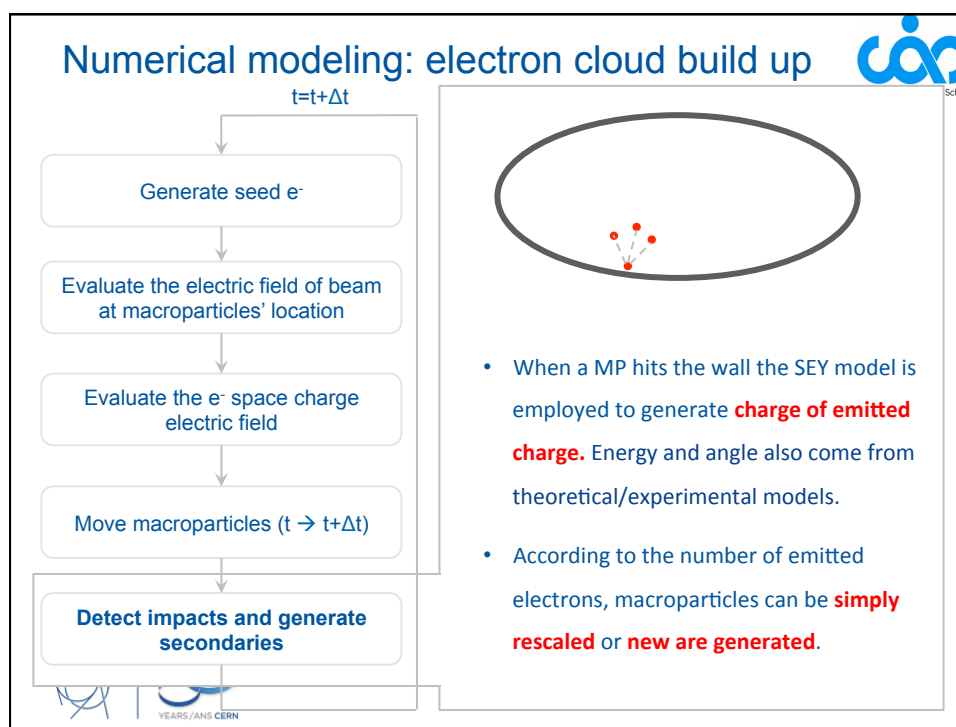 Numerical modeling: electron cloud build up
t=t+Δt
Generate seed e-
Evaluate the electric field of beam
at macroparticles' location
Evaluate the e- space charge
electric field
Move macroparticles (t → t+Δt)
Detect impacts and generate
secondaries
• When a MP hits the wall the SEY model is
employed to generate charge of emitted
charge. Energy and angle also come from
theoretical/experimental models.
• According to the number of emitted
electrons, macroparticles can be simply
rescaled or new are generated.
YEARS/ANS CERN